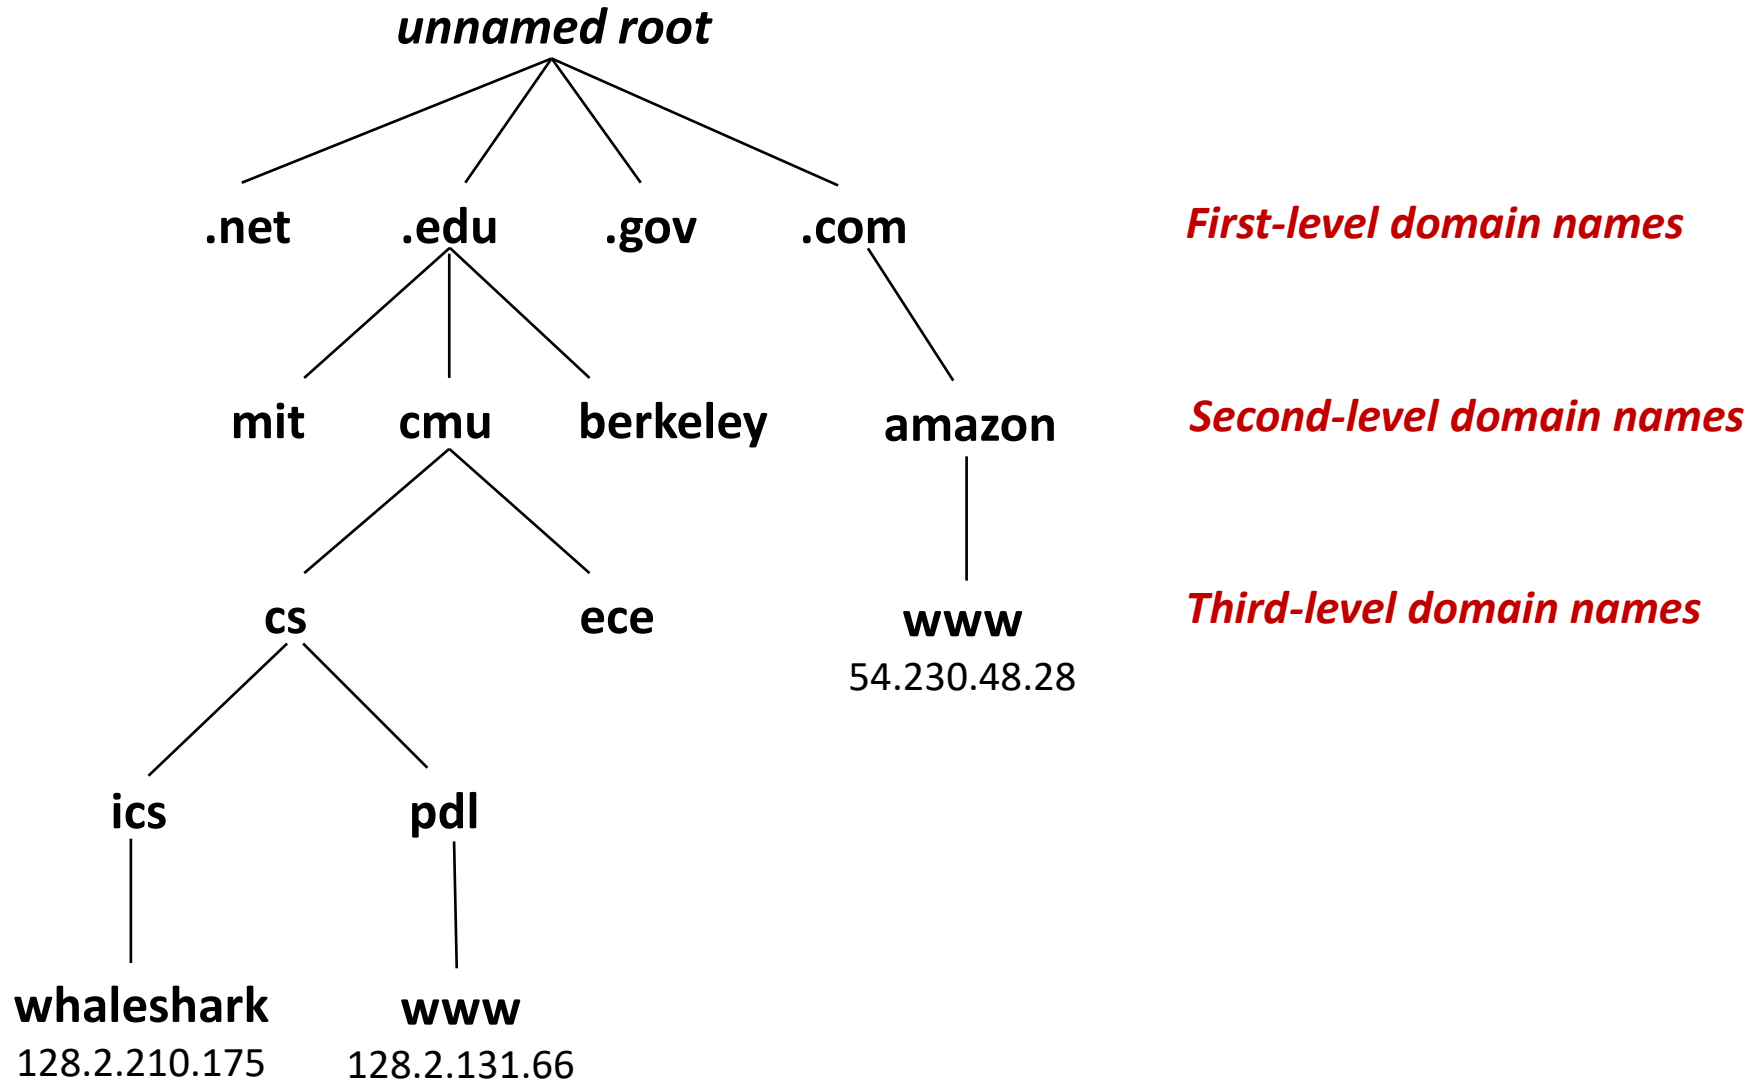 unnamed root
.net .edu .gov .com First-level domain names
mit cmu berkeley amazon Second-level domain names
cs ece www Third-level domain names
54.230.48.28
ics pdl
whaleshark www
128.2.210.175 128.2.131.66